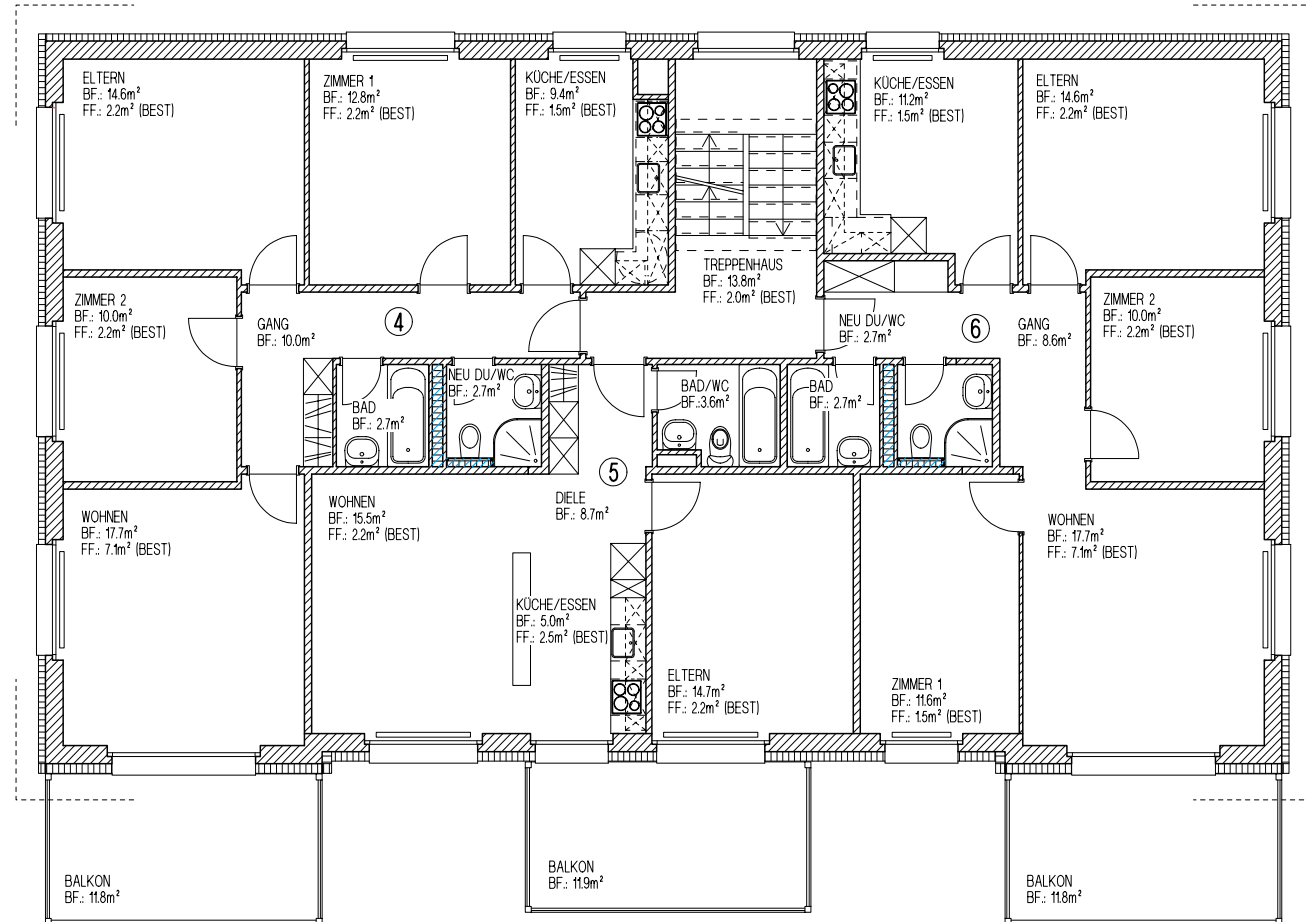 ELTERN
BF.: 14.6m²
FF.: 2.2m² (BEST)
ZIMMER 1
BF.: 12.8m²
FF.: 2.2m² (BEST)
KÜCHE/ESSEN
BF.: 9.4m²
FF.: 1.5m² (BEST)
KÜCHE/ESSEN
BF.: 11.2m²
FF.: 1.5m² (BEST)
ELTERN
BF.: 14.6m²
FF.: 2.2m² (BEST)
TREPPENHAUS
BF.: 13.8m²
FF.: 2.0m² (BEST)
ZIMMER 2
BF.: 10.0m²
FF.: 2.2m² (BEST)
GANG
BF.: 10.0m²
4
NEU DU/WC
BF.: 2.7m²
6
GANG
BF.: 8.6m²
ZIMMER 2
BF.: 10.0m²
FF.: 2.2m² (BEST)
BAD
BF.: 2.7m²
NEU DU/WC
BF.: 2.7m²
BAD/WC
BF.:3.6m²
BAD
BF.: 2.7m²
5
WOHNEN
BF.: 17.7m²
FF.: 7.1m² (BEST)
WOHNEN
BF.: 15.5m²
FF.: 2.2m² (BEST)
DIELE
BF.: 8.7m²
WOHNEN
BF.: 17.7m²
FF.: 7.1m² (BEST)
KÜCHE/ESSEN
BF.: 5.0m²
FF.: 2.5m² (BEST)
ELTERN
BF.: 14.7m²
FF.: 2.2m² (BEST)
ZIMMER 1
BF.: 11.6m²
FF.: 1.5m² (BEST)
BALKON
BF.: 11.8m²
BALKON
BF.: 11.9m²
BALKON
BF.: 11.8m²